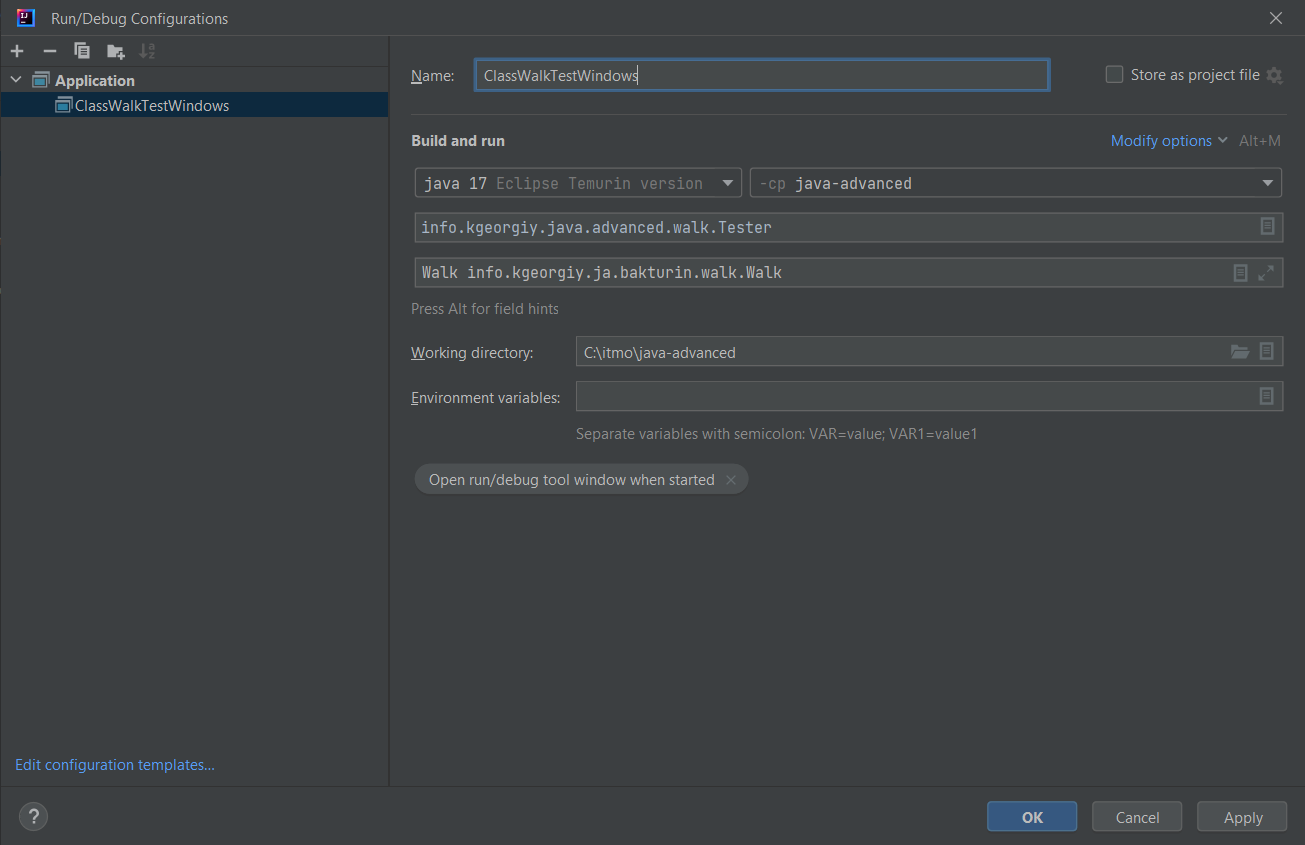 Run/Debug Configurations
Application
ClassWalkTestWindows
Edit configuration templates...
Name: ClassWalkTestWindows Store as project file
Build and run Modify options Alt+M
java 17 Eclipse Temurin version -cp java-advanced
info.kgeorgiy.java.advanced.walk.Tester
Walk info.kgeorgiy.ja.bakturin.walk.Walk
Press Alt for field hints
Working directory: C:\itmo\java-advanced
Environment variables:
Separate variables with semicolon: VAR=value; VAR1=value1
Open run/debug tool window when started
? OK Cancel Apply